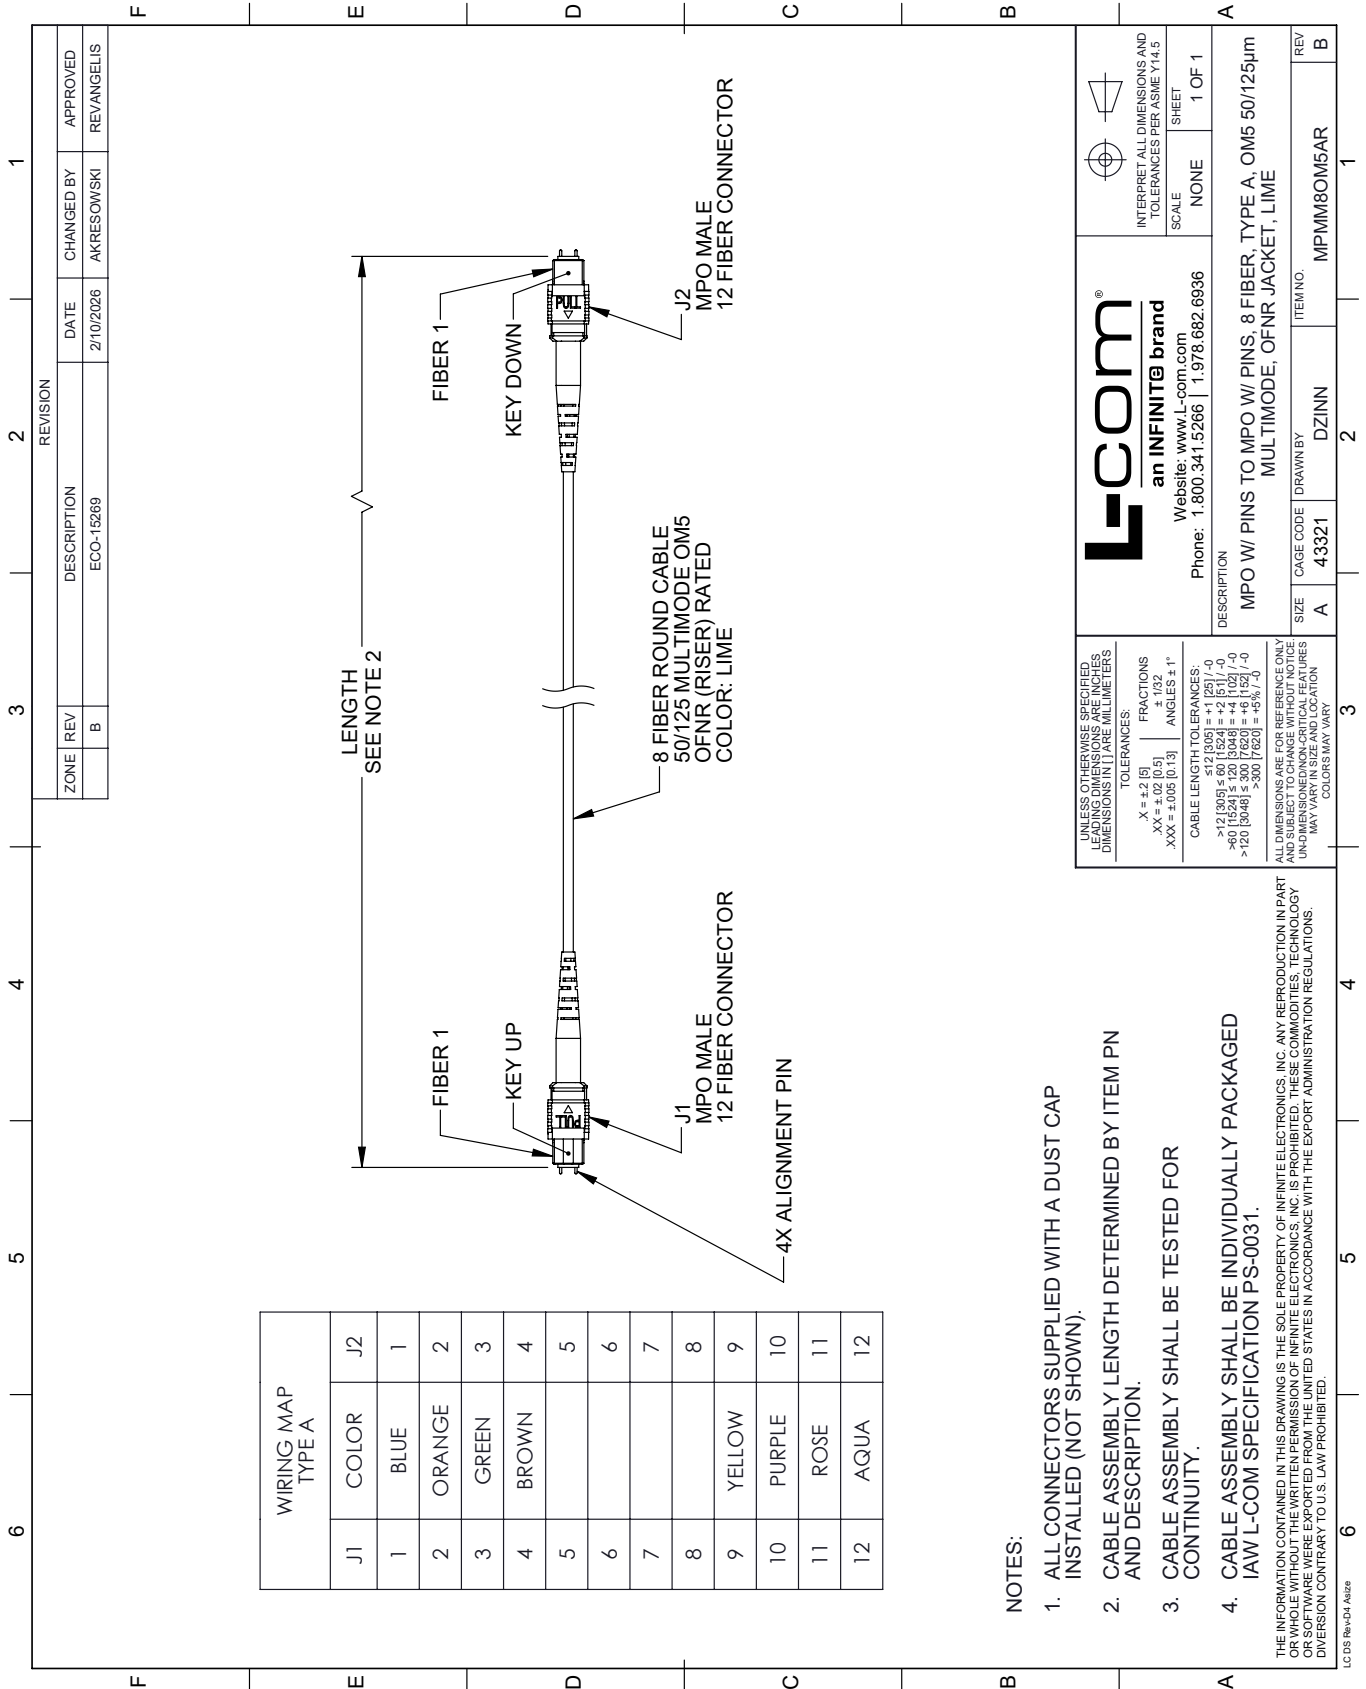 6
5
4
3
2
1
F
E
D
C
B
A
REVISION
ZONE REV DESCRIPTION DATE CHANGED BY APPROVED
B ECO-15269 2/10/2026 AKRESOWSKI REVANGELIS
WIRING MAP
TYPE A
J1 COLOR J2
1 BLUE 1
2 ORANGE 2
3 GREEN 3
4 BROWN 4
5 5
6 6
7 7
8 8
9 YELLOW 9
10 PURPLE 10
11 ROSE 11
12 AQUA 12
LENGTH
SEE NOTE 2
FIBER 1
KEY UP
PULL
J1
MPO MALE
12 FIBER CONNECTOR
4X ALIGNMENT PIN
8 FIBER ROUND CABLE
50/125 MULTIMODE OM5
OFNR (RISER) RATED
COLOR: LIME
FIBER 1
KEY DOWN
PULL
J2
MPO MALE
12 FIBER CONNECTOR
NOTES:
1. ALL CONNECTORS SUPPLIED WITH A DUST CAP
INSTALLED (NOT SHOWN).
2. CABLE ASSEMBLY LENGTH DETERMINED BY ITEM PN
AND DESCRIPTION.
3. CABLE ASSEMBLY SHALL BE TESTED FOR
CONTINUITY.
4. CABLE ASSEMBLY SHALL BE INDIVIDUALLY PACKAGED
IAW L-COM SPECIFICATION PS-0031.
THE INFORMATION CONTAINED IN THIS DRAWING IS THE SOLE PROPERTY OF INFINITE ELECTRONICS, INC. ANY REPRODUCTION IN PART
OR WHOLE WITHOUT THE WRITTEN PERMISSION OF INFINITE ELECTRONICS, INC. IS PROHIBITED. THESE COMMODITIES, TECHNOLOGY
OR SOFTWARE WERE EXPORTED FROM THE UNITED STATES IN ACCORDANCE WITH THE EXPORT ADMINISTRATION REGULATIONS.
DIVERSION CONTRARY TO U.S. LAW PROHIBITED.
UNLESS OTHERWISE SPECIFIED
LEADING DIMENSIONS ARE INCHES
DIMENSIONS IN [ ] ARE MILLIMETERS
TOLERANCES:
.X = ±.2 [5] FRACTIONS
.XX = ±.02 [0.5] ± 1/32
.XXX = ±.005 [0.13] ANGLES ± 1°
CABLE LENGTH TOLERANCES:
≤12 [305] = +1 [25] / -0
>12 [305] ≤ 60 [1524] = +2 [51] / -0
>60 [1524] ≤ 120 [3048] = +4 [102] / -0
>120 [3048] ≤ 300 [7620] = +6 [152] / -0
>300 [7620] = +5% / -0
ALL DIMENSIONS ARE FOR REFERENCE ONLY
AND SUBJECT TO CHANGE WITHOUT NOTICE.
UN-DIMENSIONED/NON-CRITICAL FEATURES
MAY VARY IN SIZE AND LOCATION
COLORS MAY VARY
L-com®
an INFINITE brand
Website: www.L-com.com
Phone: 1.800.341.5266 | 1.978.682.6936
INTERPRET ALL DIMENSIONS AND
TOLERANCES PER ASME Y14.5
SCALE SHEET
NONE 1 OF 1
DESCRIPTION
MPO W/ PINS TO MPO W/ PINS, 8 FIBER, TYPE A, OM5 50/125µm
MULTIMODE, OFNR JACKET, LIME
SIZE CAGE CODE DRAWN BY ITEM NO. REV
A 43321 DZINN MPMM8OM5AR B
6
5
4
3
2
1
F
E
D
C
B
A
LC DS Rev-D4 Asize